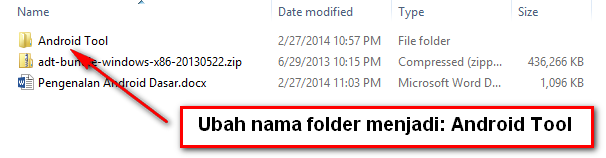 Name Date modified Type Size
Android Tool 2/27/2014 10:57 PM File folder
adt-bundle-windows-x86-20130522.zip 6/29/2013 10:15 PM Compressed (zipp... 436,266 KB
Pengenalan Android Dasar.docx 2/27/2014 11:03 PM Microsoft Word D... 1,096 KB
Ubah nama folder menjadi: Android Tool